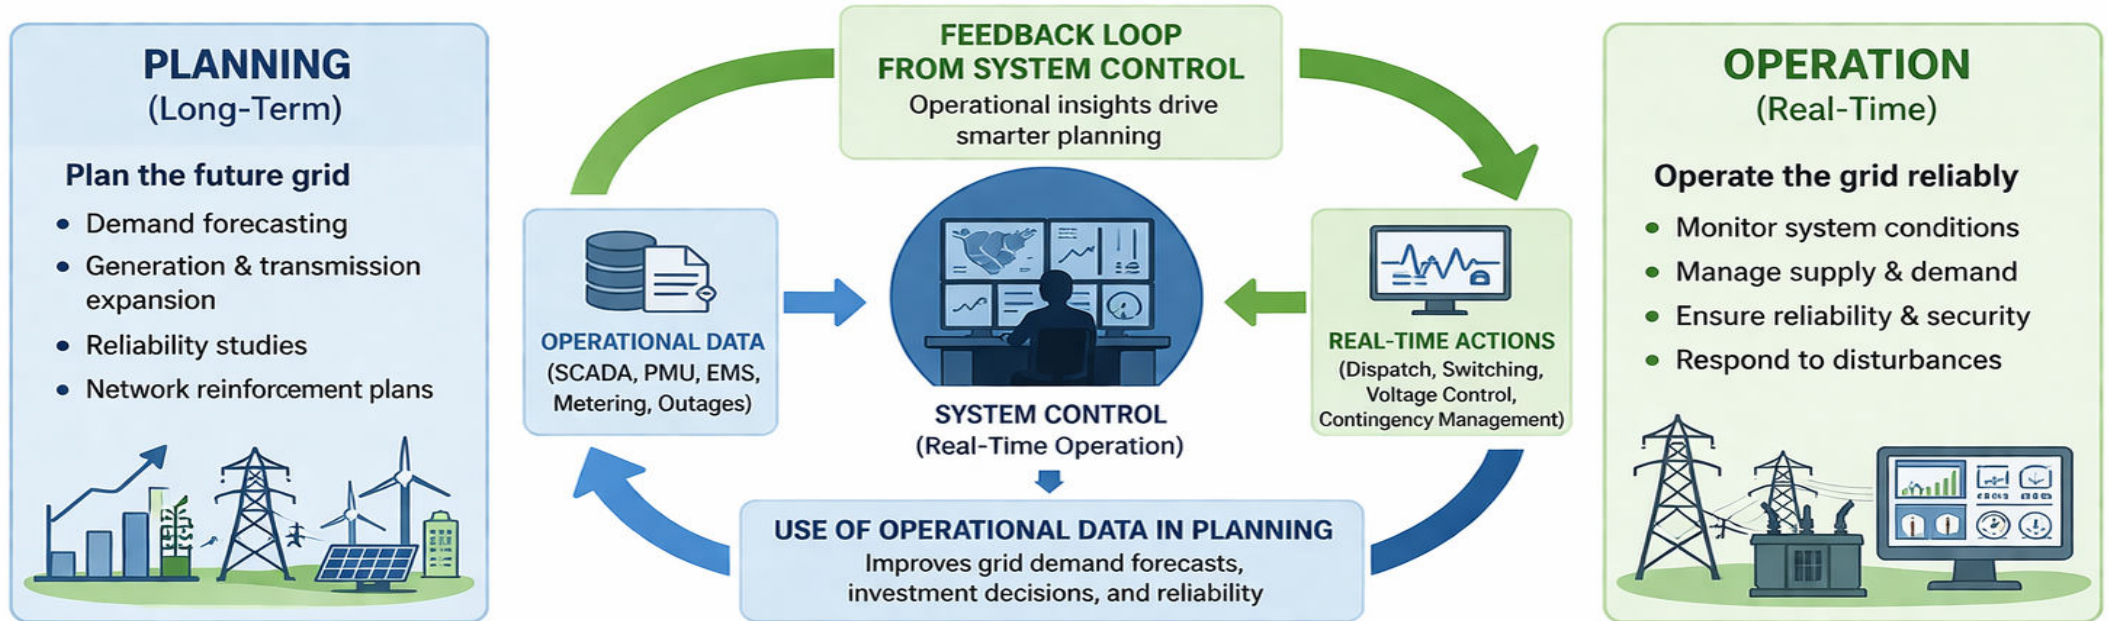 PLANNING
(Long-Term)
Plan the future grid
• Demand forecasting
• Generation & transmission
expansion
• Reliability studies
• Network reinforcement plans
FEEDBACK LOOP
FROM SYSTEM CONTROL
Operational insights drive
smarter planning
OPERATIONAL DATA
(SCADA, PMU, EMS,
Metering, Outages)
SYSTEM CONTROL
(Real-Time Operation)
REAL-TIME ACTIONS
(Dispatch, Switching,
Voltage Control,
Contingency Management)
USE OF OPERATIONAL DATA IN PLANNING
Improves grid demand forecasts,
investment decisions, and reliability
OPERATION
(Real-Time)
Operate the grid reliably
• Monitor system conditions
• Manage supply & demand
• Ensure reliability & security
• Respond to disturbances